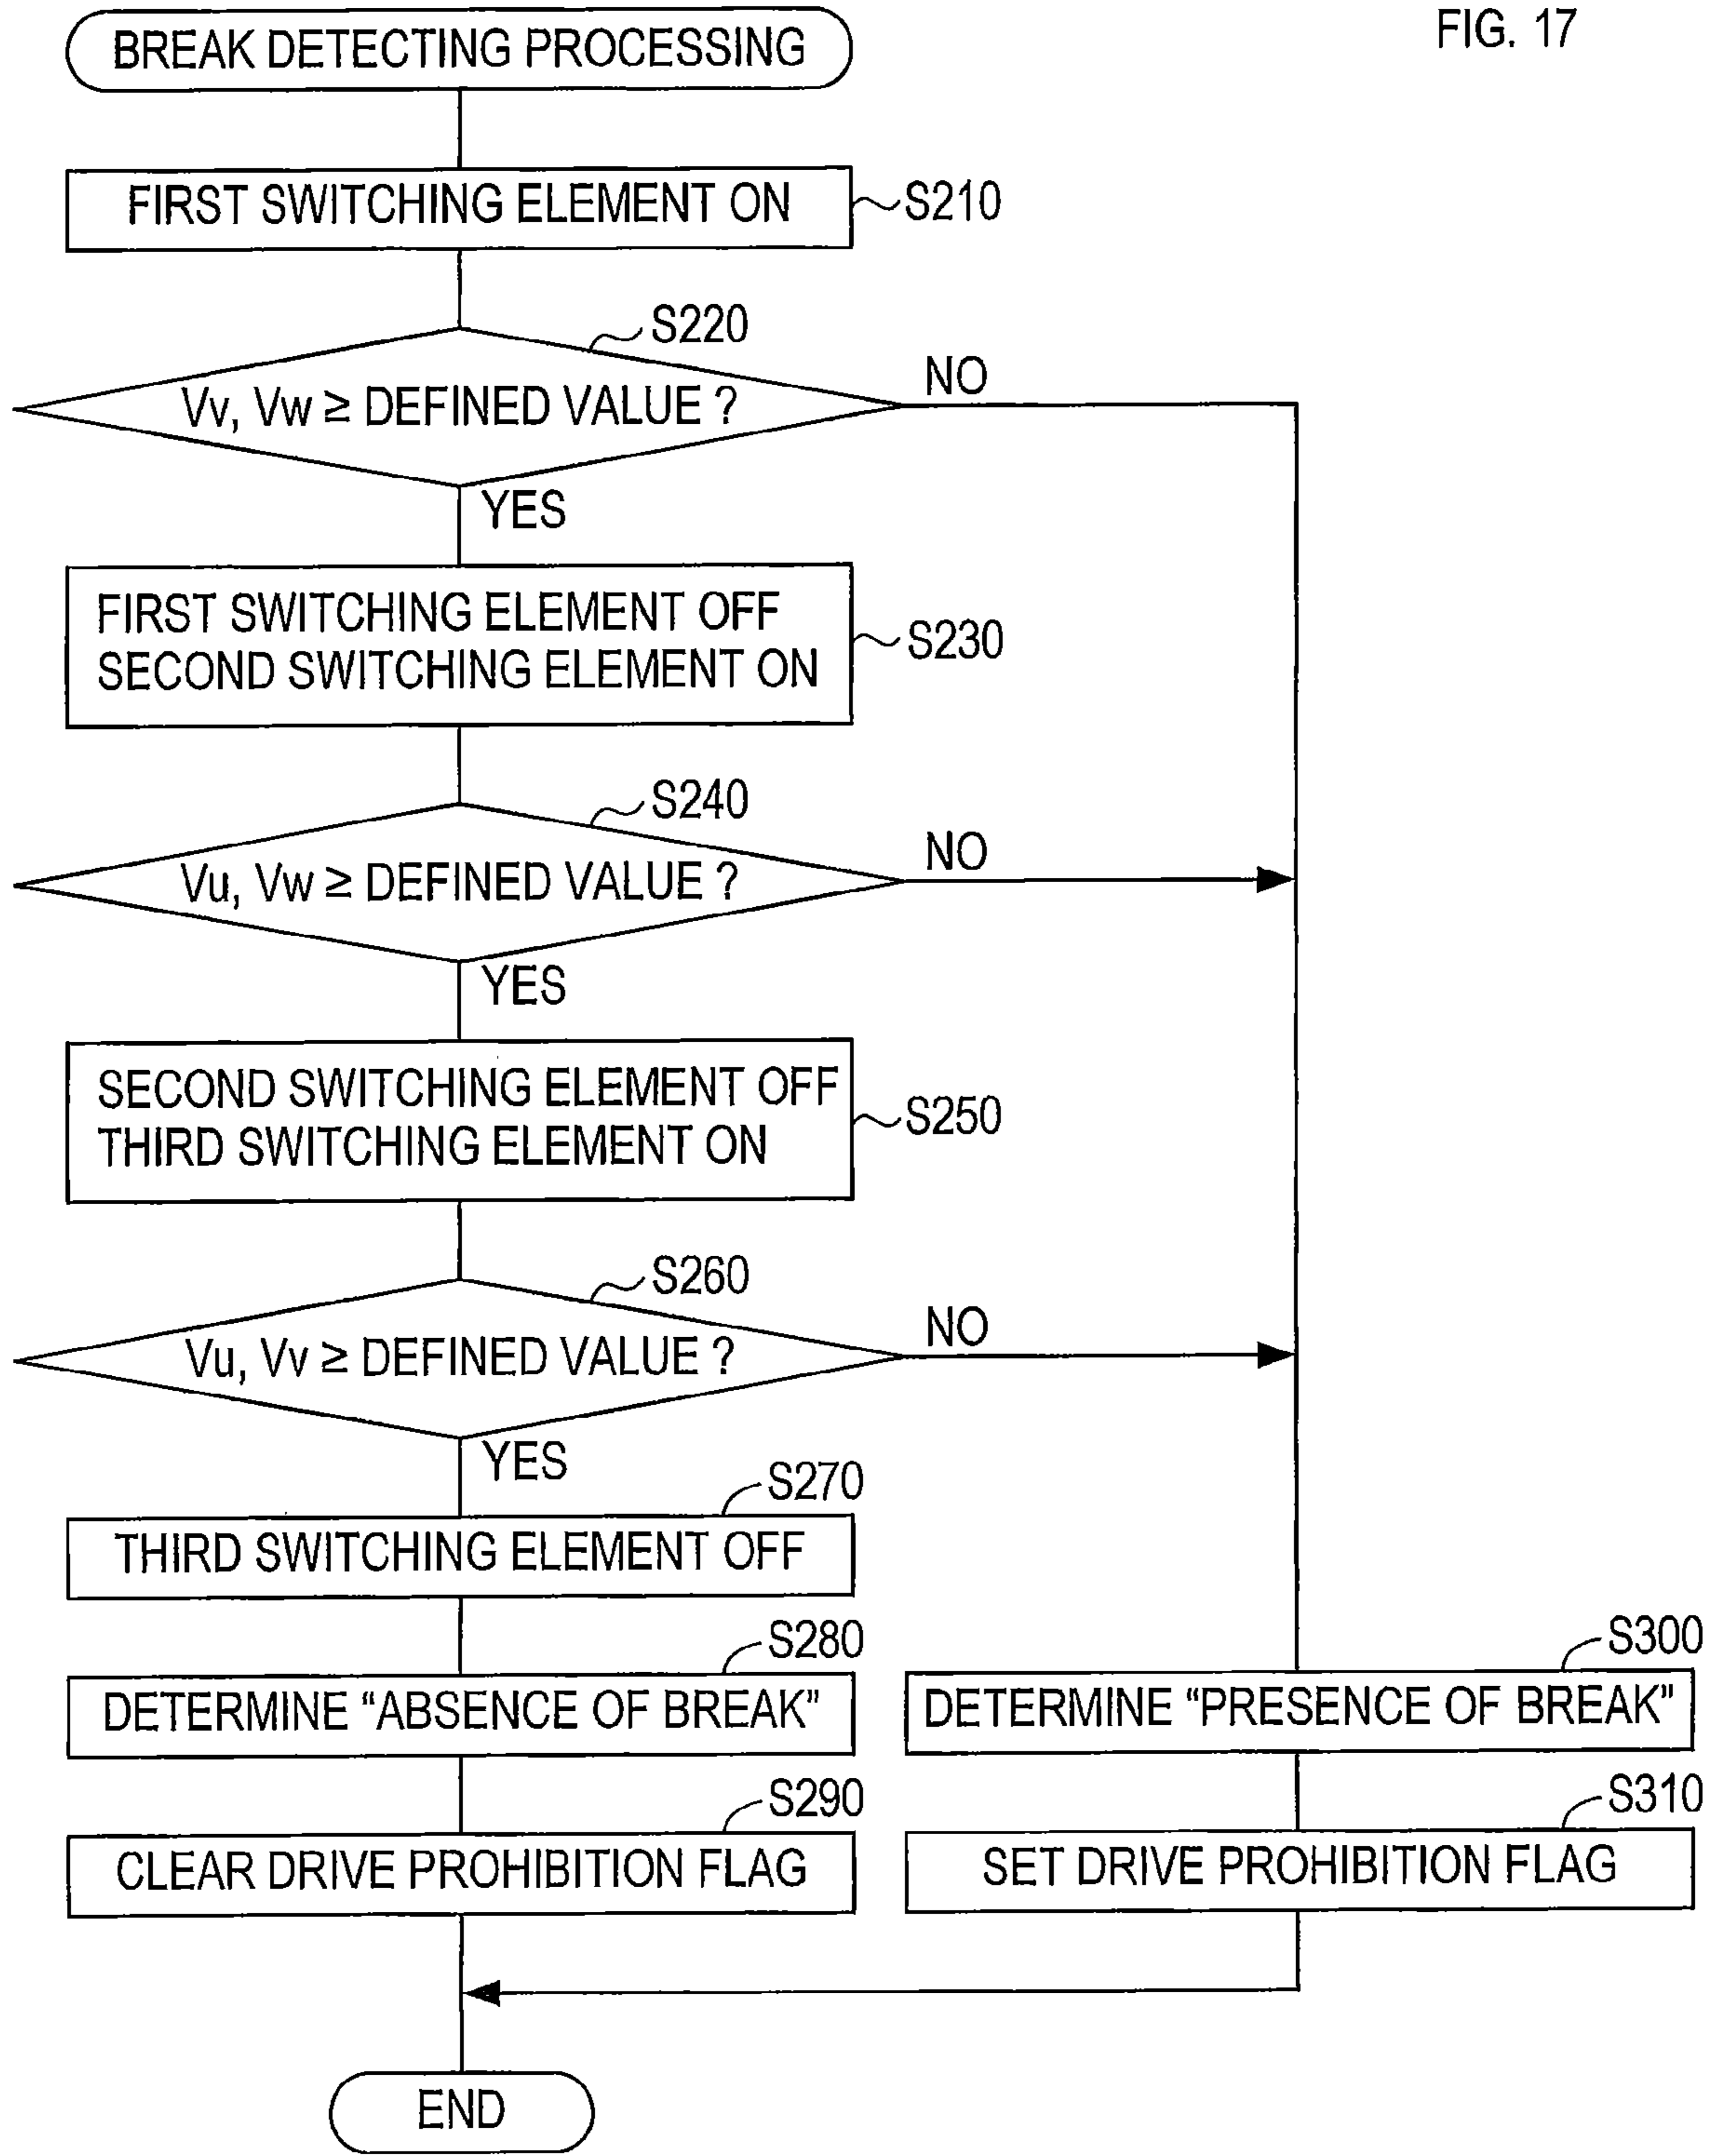 FIG. 17
BREAK DETECTING PROCESSING
FIRST SWITCHING ELEMENT ON
S210
S220
Vv, Vw ≥ DEFINED VALUE ?
NO
YES
FIRST SWITCHING ELEMENT OFF
SECOND SWITCHING ELEMENT ON
S230
S240
Vu, Vw ≥ DEFINED VALUE ?
NO
YES
SECOND SWITCHING ELEMENT OFF
THIRD SWITCHING ELEMENT ON
S250
S260
Vu, Vv ≥ DEFINED VALUE ?
NO
YES
S270
THIRD SWITCHING ELEMENT OFF
S280
DETERMINE “ABSENCE OF BREAK”
S290
CLEAR DRIVE PROHIBITION FLAG
S300
DETERMINE “PRESENCE OF BREAK”
S310
SET DRIVE PROHIBITION FLAG
END